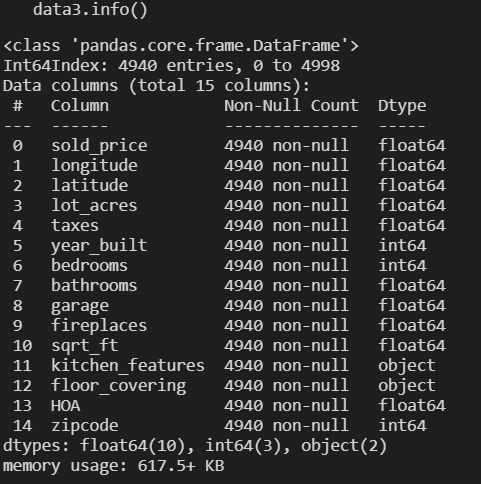 data3.info()
<class 'pandas.core.frame.DataFrame'>
Int64Index: 4940 entries, 0 to 4998
Data columns (total 15 columns):
 #   Column            Non-Null Count  Dtype
---  ------            --------------  -----
 0   sold_price        4940 non-null   float64
 1   longitude         4940 non-null   float64
 2   latitude          4940 non-null   float64
 3   lot_acres         4940 non-null   float64
 4   taxes             4940 non-null   float64
 5   year_built        4940 non-null   int64
 6   bedrooms          4940 non-null   int64
 7   bathrooms         4940 non-null   float64
 8   garage            4940 non-null   float64
 9   fireplaces        4940 non-null   float64
 10  sqrt_ft           4940 non-null   float64
 11  kitchen_features  4940 non-null   object
 12  floor_covering    4940 non-null   object
 13  HOA               4940 non-null   float64
 14  zipcode           4940 non-null   int64
dtypes: float64(10), int64(3), object(2)
memory usage: 617.5+ KB